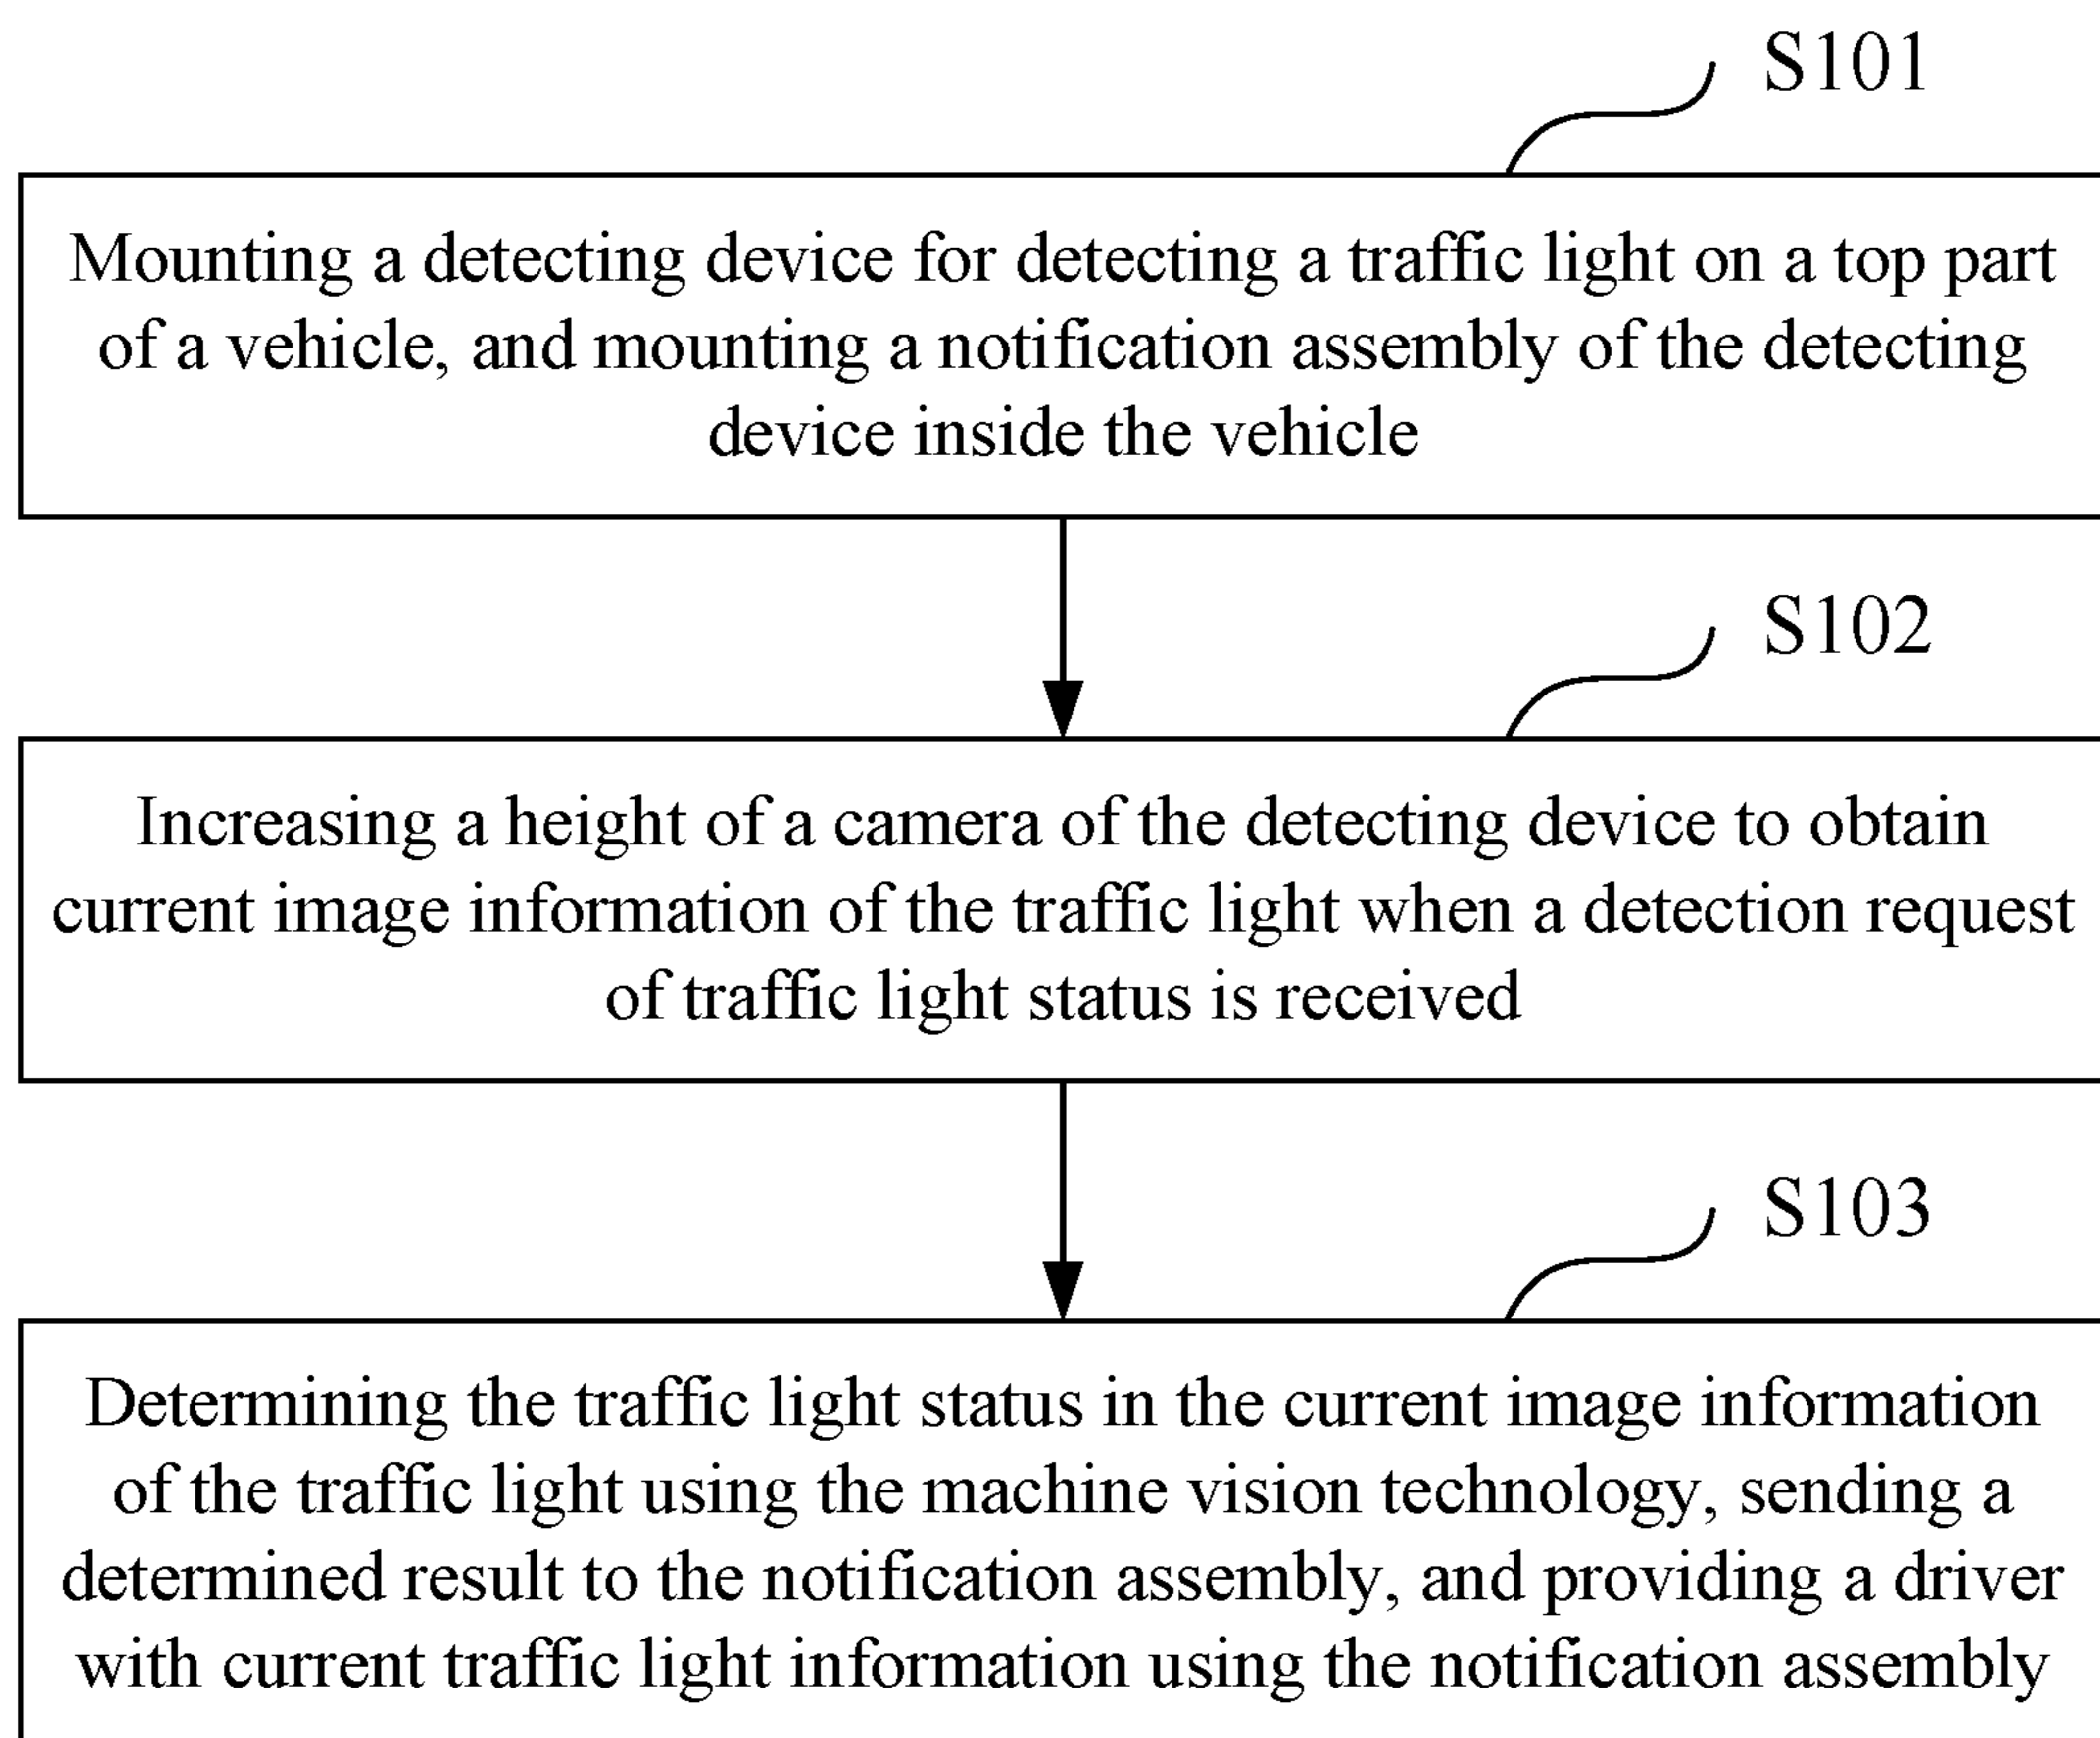 S101
Mounting a detecting device for detecting a traffic light on a top part
of a vehicle, and mounting a notification assembly of the detecting
device inside the vehicle
S102
Increasing a height of a camera of the detecting device to obtain
current image information of the traffic light when a detection request
of traffic light status is received
S103
Determining the traffic light status in the current image information
of the traffic light using the machine vision technology, sending a
determined result to the notification assembly, and providing a driver
with current traffic light information using the notification assembly